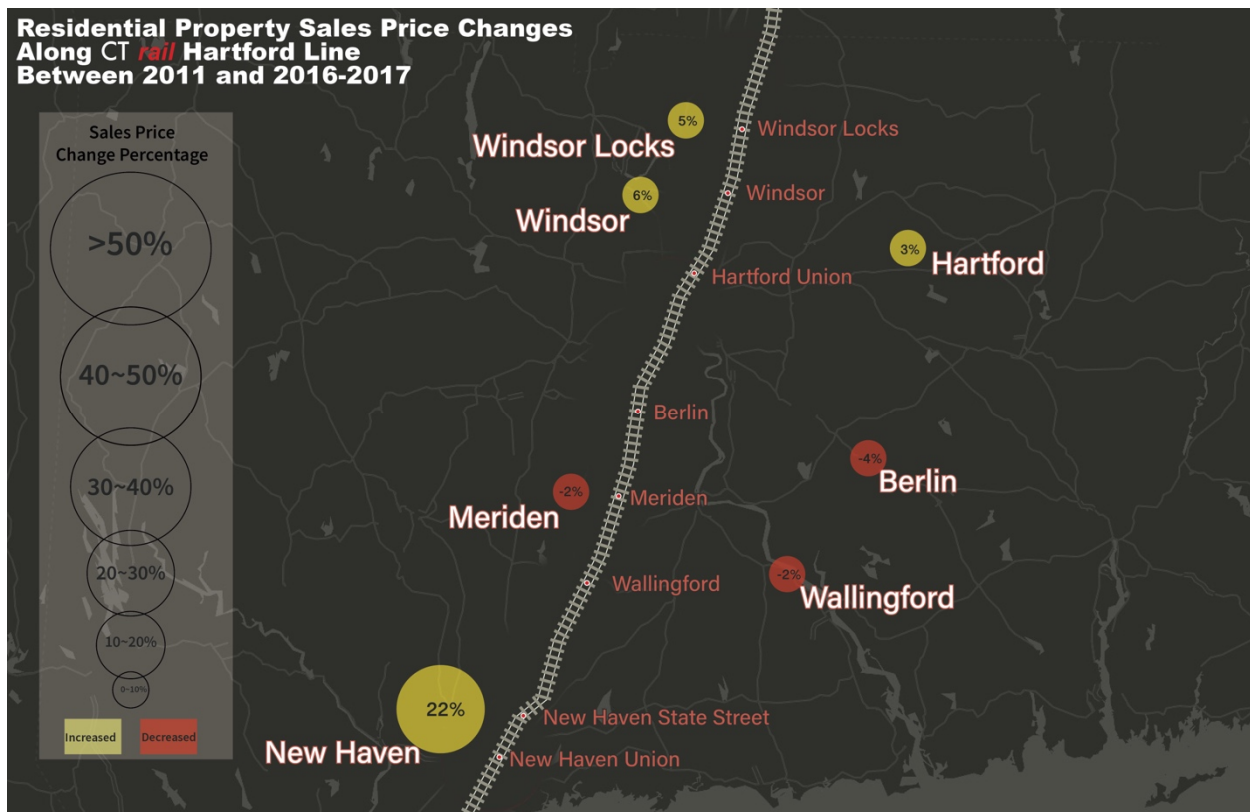 Residential Property Sales Price Changes
Along CT rail Hartford Line
Between 2011 and 2016-2017
Sales Price
Change Percentage
>50%
40~50%
30~40%
20~30%
10~20%
0~10%
Increased
Decreased
5%
Windsor Locks
Windsor Locks
6%
Windsor
Windsor
3%
Hartford
Hartford Union
Berlin
-4%
Berlin
-2%
Meriden
Meriden
-2%
Wallingford
Wallingford
22%
New Haven
New Haven State Street
New Haven Union